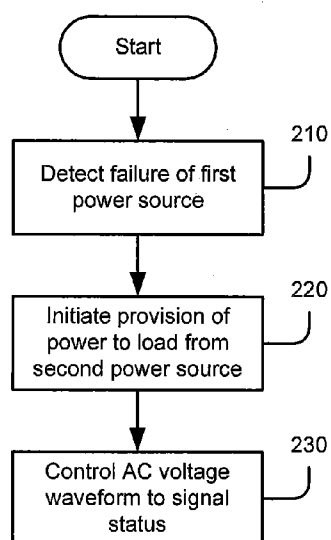 Start
210
Detect failure of first
power source
220
Initiate provision of
power to load from
second power source
230
Control AC voltage
waveform to signal
status